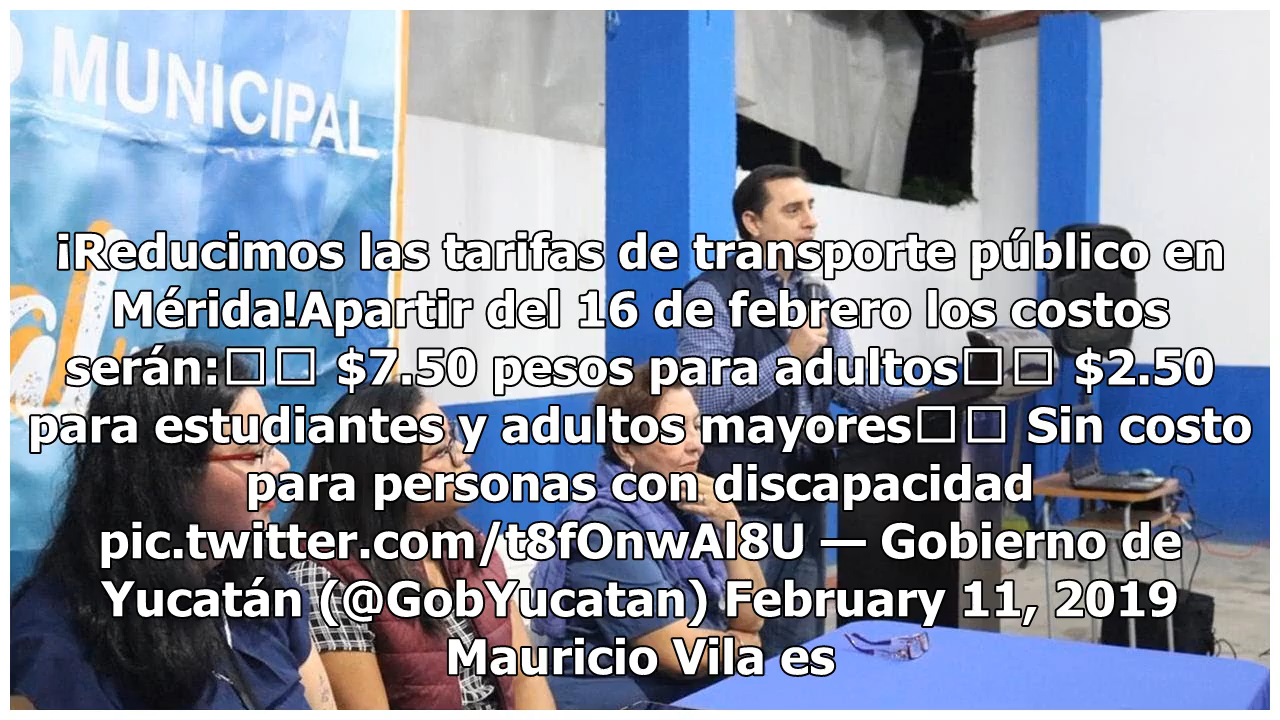 MUNICIPAL
¡Reducimos las tarifas de transporte público en
Mérida!Apartir del 16 de febrero los costos
serán:□□ $7.50 pesos para adultos□□ $2.50
para estudiantes y adultos mayores□□ Sin costo
para personas con discapacidad
pic.twitter.com/t8fOnwAl8U — Gobierno de
Yucatán (@GobYucatan) February 11, 2019
Mauricio Vila es